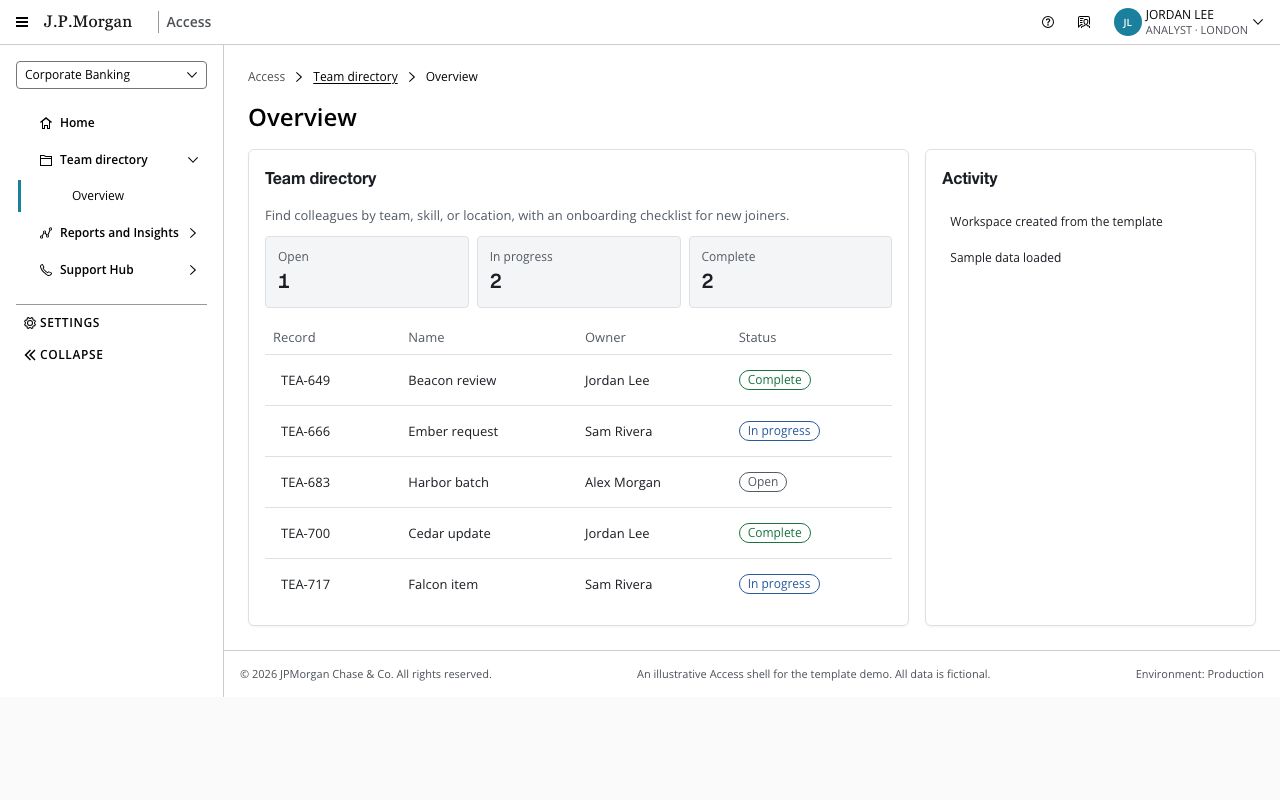 J.P.Morgan
Access
JL
JORDAN LEE
ANALYST · LONDON
Corporate Banking
Home
Team directory
Overview
Reports and Insights
Support Hub
SETTINGS
COLLAPSE
Access
Team directory
Overview
Overview
Team directory
Find colleagues by team, skill, or location, with an onboarding checklist for new joiners.
Open
1
In progress
2
Complete
2
Record Name Owner Status
TEA-649 Beacon review Jordan Lee Complete
TEA-666 Ember request Sam Rivera In progress
TEA-683 Harbor batch Alex Morgan Open
TEA-700 Cedar update Jordan Lee Complete
TEA-717 Falcon item Sam Rivera In progress
Activity
Workspace created from the template
Sample data loaded
© 2026 JPMorgan Chase & Co. All rights reserved.
An illustrative Access shell for the template demo. All data is fictional.
Environment: Production